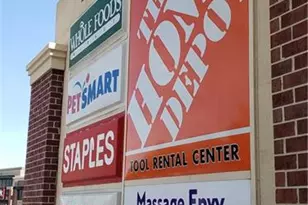 WHOLE FOODS
PETSMART
STAPLES
THE
HOME
DEPOT
TOOL RENTAL CENTER
Massage Envy